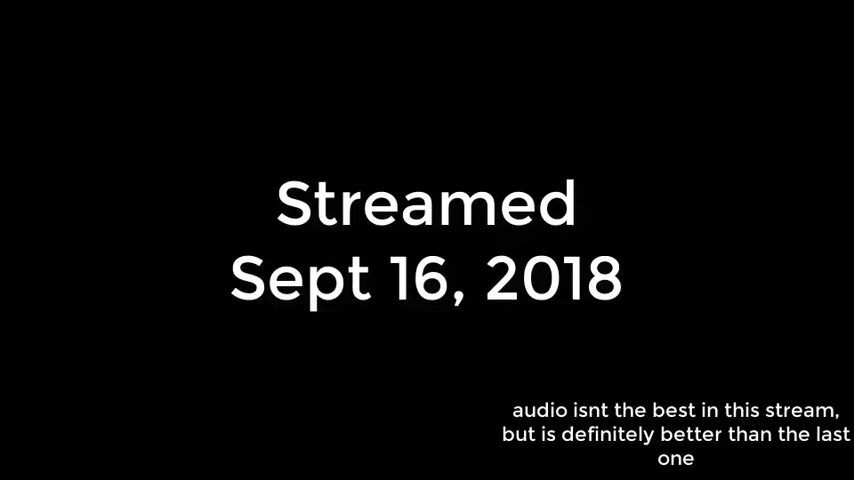 Streamed
Sept 16, 2018
audio isnt the best in this stream,
but is definitely better than the last
one